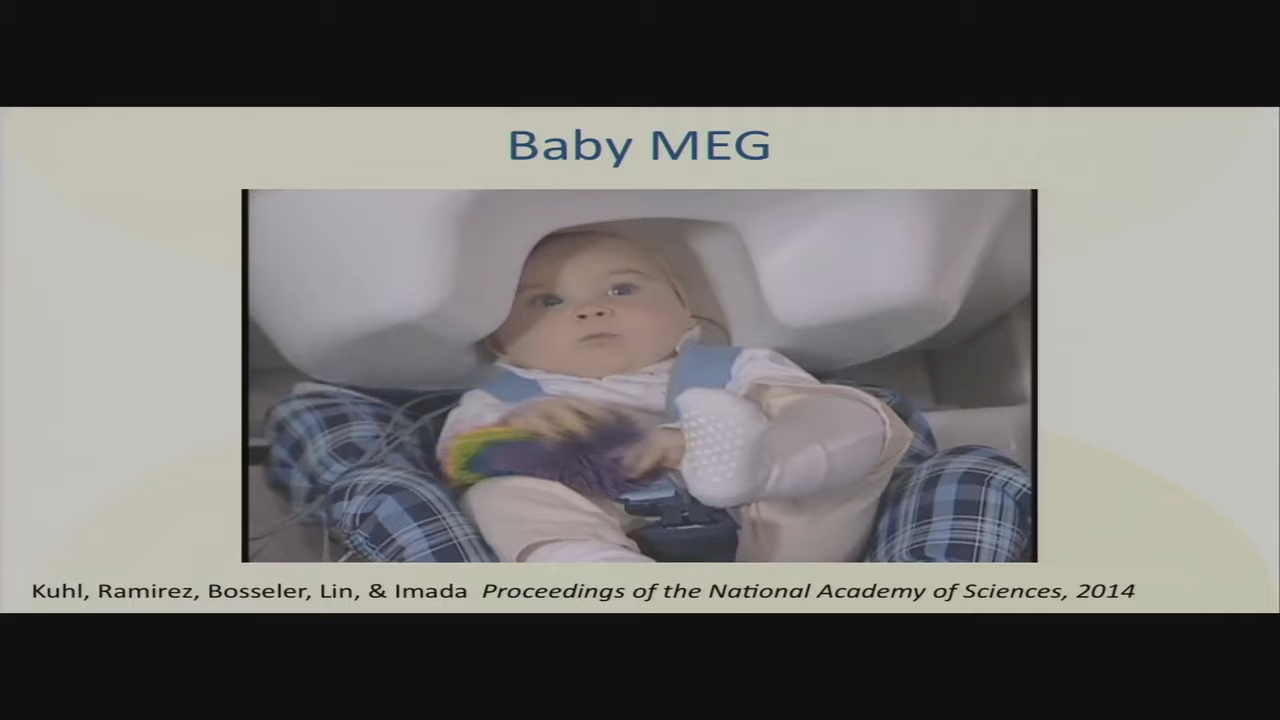 Baby MEG
Kuhl, Ramirez, Bosseler, Lin, & Imada Proceedings of the National Academy of Sciences, 2014